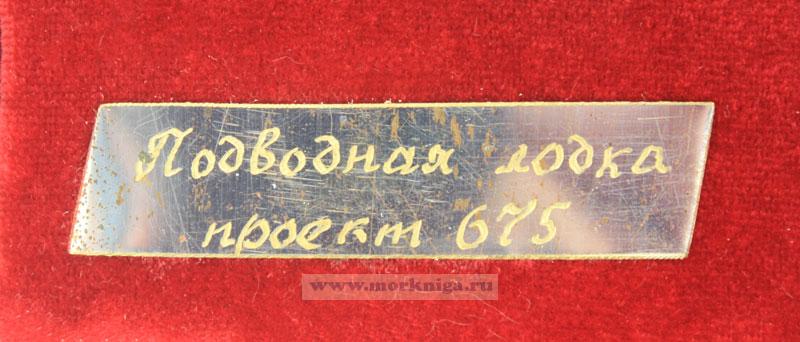 Подводная лодка
проект 675
www.morkniga.ru